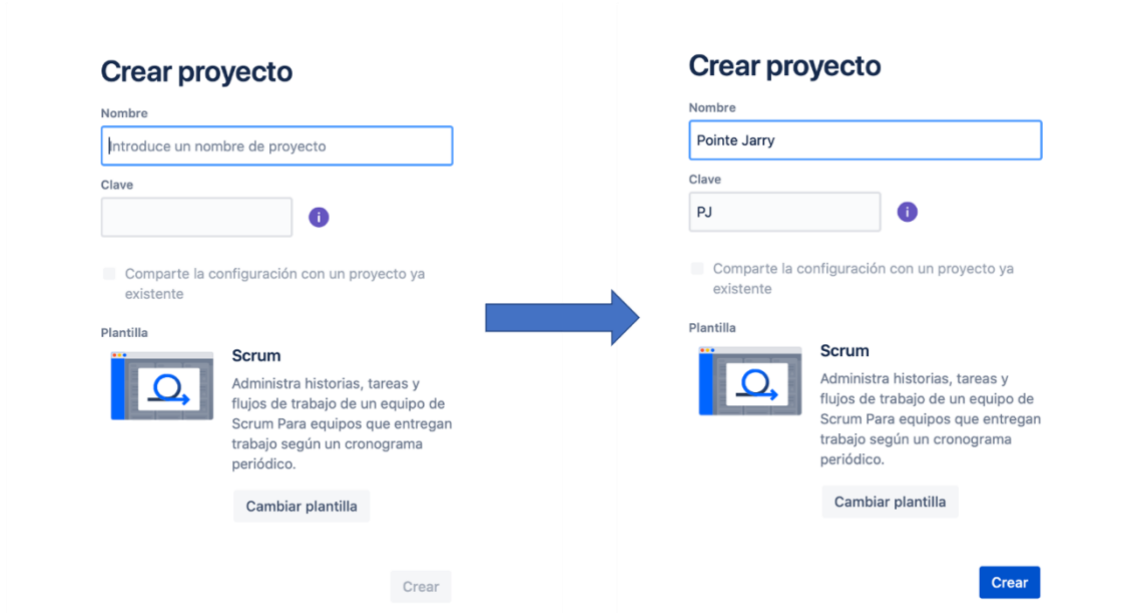 Crear proyecto
Nombre
Introduce un nombre de proyecto
Clave
i
Comparte la configuración con un proyecto ya
existente
Plantilla
Scrum
Administra historias, tareas y
flujos de trabajo de un equipo de
Scrum Para equipos que entregan
trabajo según un cronograma
periódico.
Cambiar plantilla
Crear
Crear proyecto
Nombre
Pointe Jarry
Clave
PJ
i
Comparte la configuración con un proyecto ya
existente
Plantilla
Scrum
Administra historias, tareas y
flujos de trabajo de un equipo de
Scrum Para equipos que entregan
trabajo según un cronograma
periódico.
Cambiar plantilla
Crear